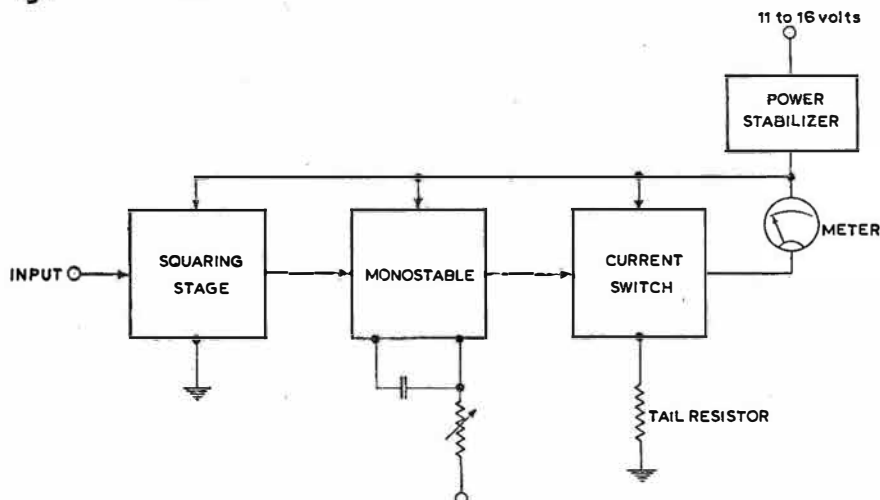 11 to 16 volts
POWER
STABILIZER
METER
INPUT
SQUARING
STAGE
MONOSTABLE
CURRENT
SWITCH
TAIL RESISTOR